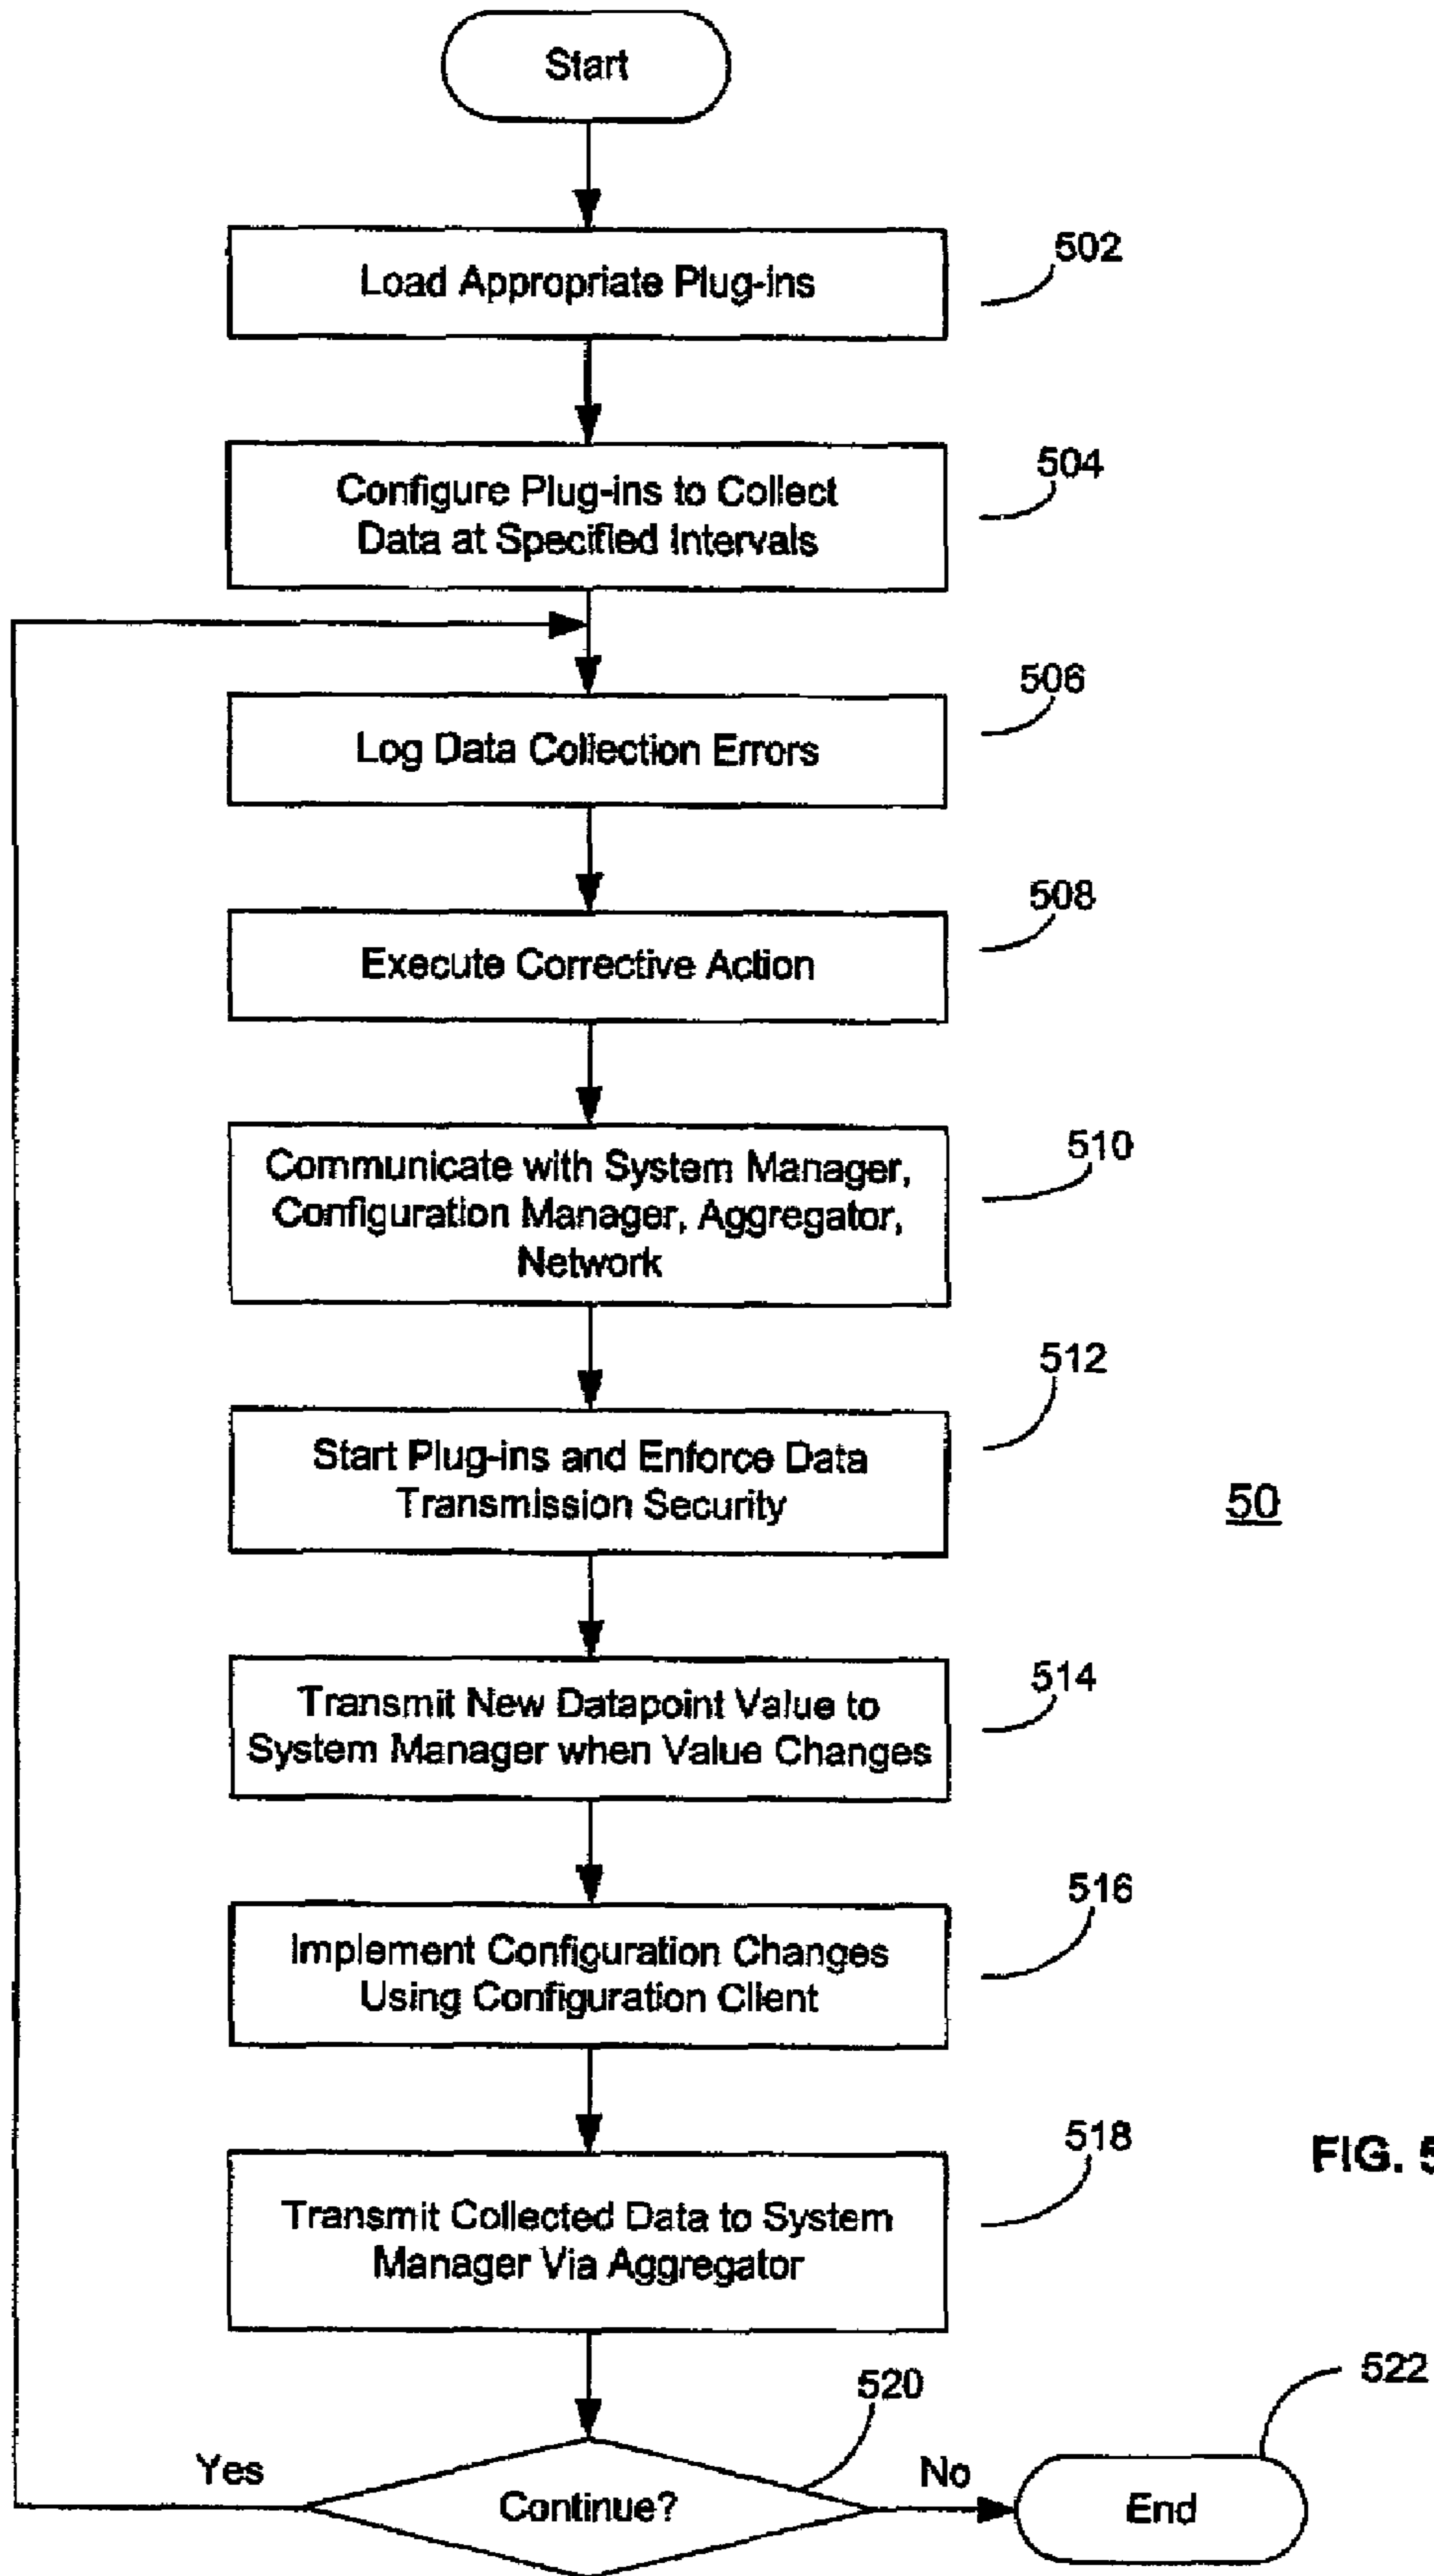 Start
Load Appropriate Plug-ins
502
Configure Plug-ins to Collect
Data at Specified Intervals
504
Log Data Collection Errors
506
Execute Corrective Action
508
Communicate with System Manager,
Configuration Manager, Aggregator,
Network
510
Start Plug-ins and Enforce Data
Transmission Security
512
50
Transmit New Datapoint Value to
System Manager when Value Changes
514
Implement Configuration Changes
Using Configuration Client
516
Transmit Collected Data to System
Manager Via Aggregator
518
FIG. 5
Continue?
520
Yes
No
End
522